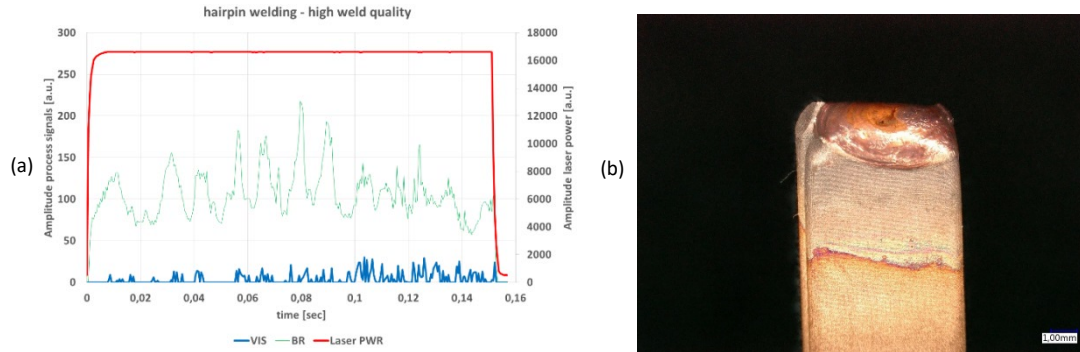 hairpin welding - high weld quality
Amplitude process signals [a.u.]
300
250
200
150
100
50
0
18000
16000
14000
12000
10000
8000
6000
4000
2000
0
Amplitude laser power [a.u.]
0 0,02 0,04 0,06 0,08 0,1 0,12 0,14 0,16
time [sec]
VIS BR Laser PWR
(a)
(b)
1,00mm